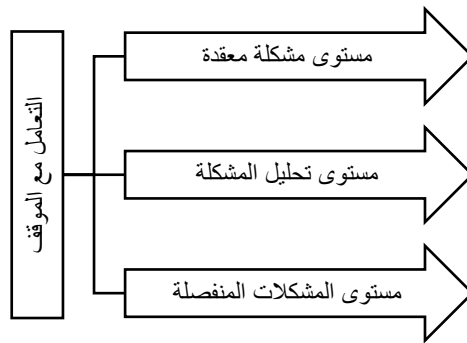 التعامل مع الموقف
مستوى مشكلة معقدة
مستوى تحليل المشكلة
مستوى المشكلات المنفصلة